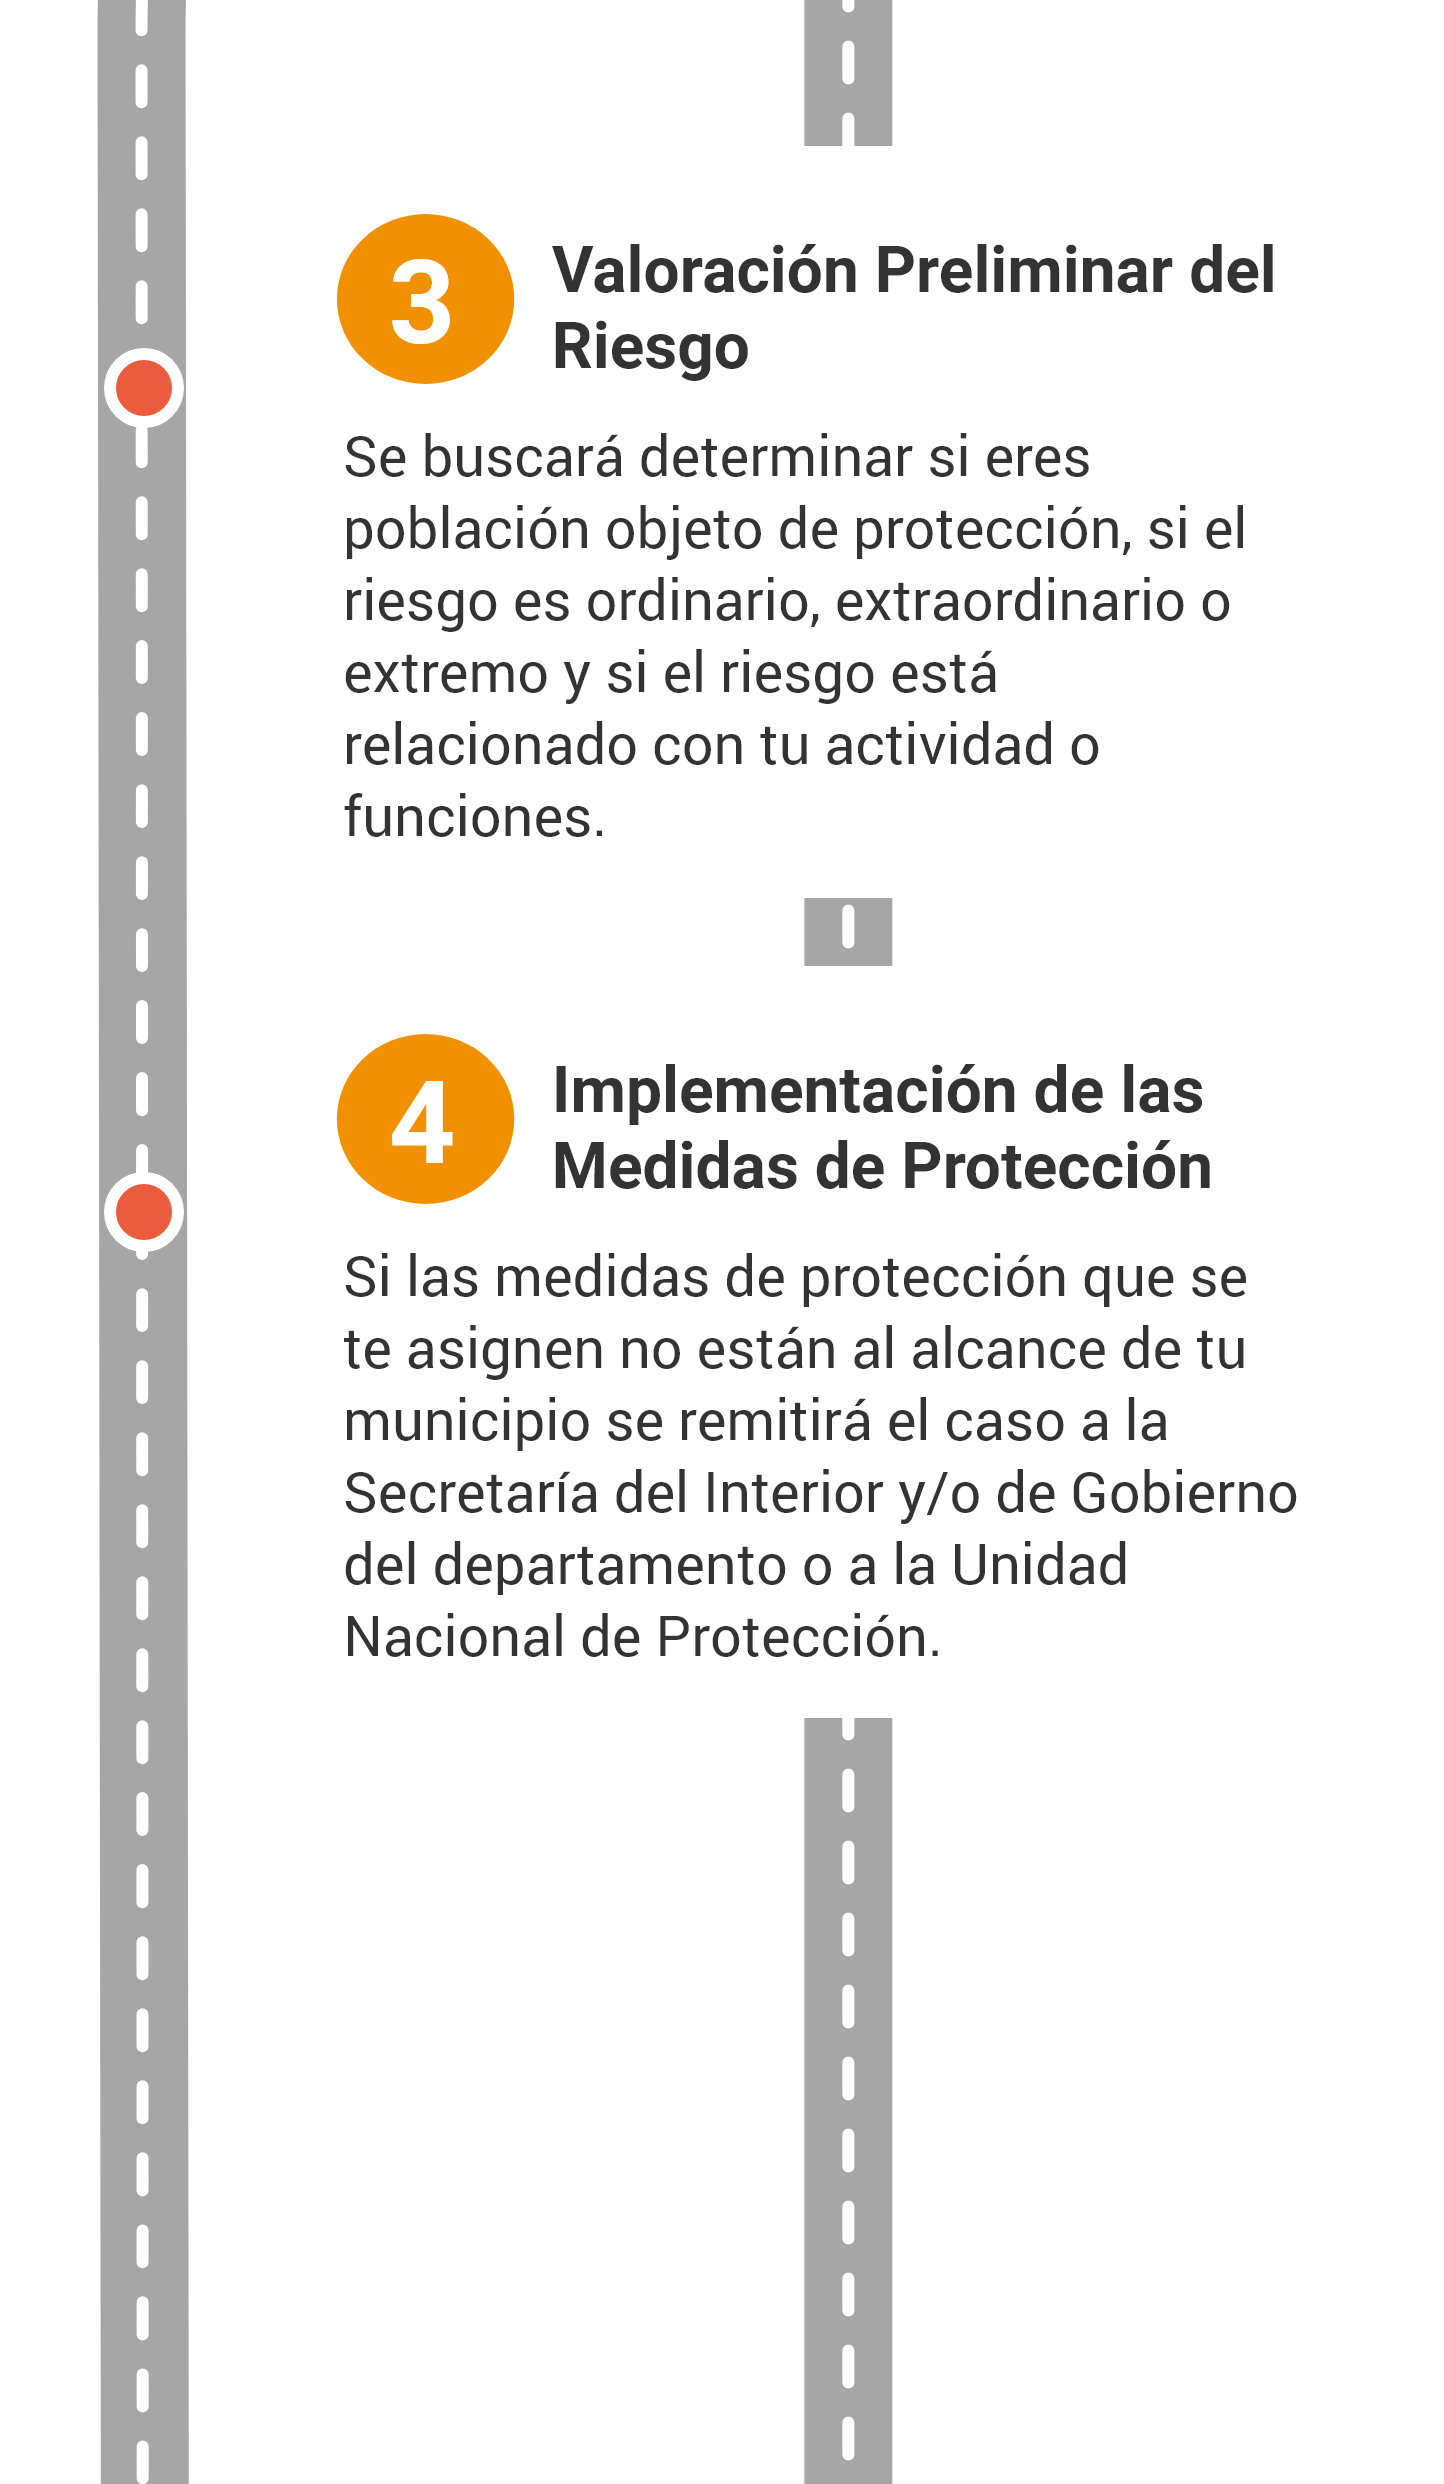 3
Valoración Preliminar del
Riesgo
Se buscará determinar si eres
población objeto de protección, si el
riesgo es ordinario, extraordinario o
extremo y si el riesgo está
relacionado con tu actividad o
funciones.
4
Implementación de las
Medidas de Protección
Si las medidas de protección que se
te asignen no están al alcance de tu
municipio se remitirá el caso a la
Secretaría del Interior y/o de Gobierno
del departamento o a la Unidad
Nacional de Protección.